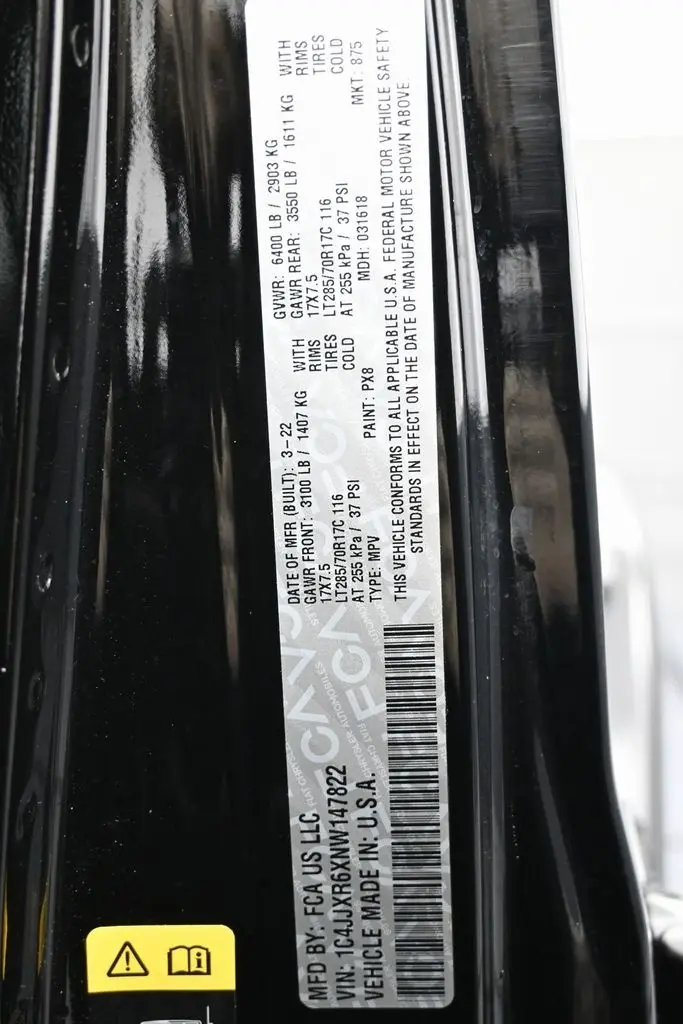 MFD BY: FCA US LLC
VIN: 1C4JJXR6XNW147822
VEHICLE MADE IN: U.S.A.
DATE OF MFR (BUILT): 3-22
GVWR: 6400 LB / 2903 KG
GAWR FRONT: 3100 LB / 1407 KG WITH
GAWR REAR: 3550 LB / 1611 KG WITH
17X7.5 RIMS
17X7.5 RIMS
LT285/70R17C 116 TIRES
LT285/70R17C 116 TIRES
AT 255 kPa / 37 PSI COLD
AT 255 kPa / 37 PSI COLD
TYPE: MPV PAINT: PX8 MDH: 031618 MKT: 875
THIS VEHICLE CONFORMS TO ALL APPLICABLE U.S.A. FEDERAL MOTOR VEHICLE SAFETY
STANDARDS IN EFFECT ON THE DATE OF MANUFACTURE SHOWN ABOVE.